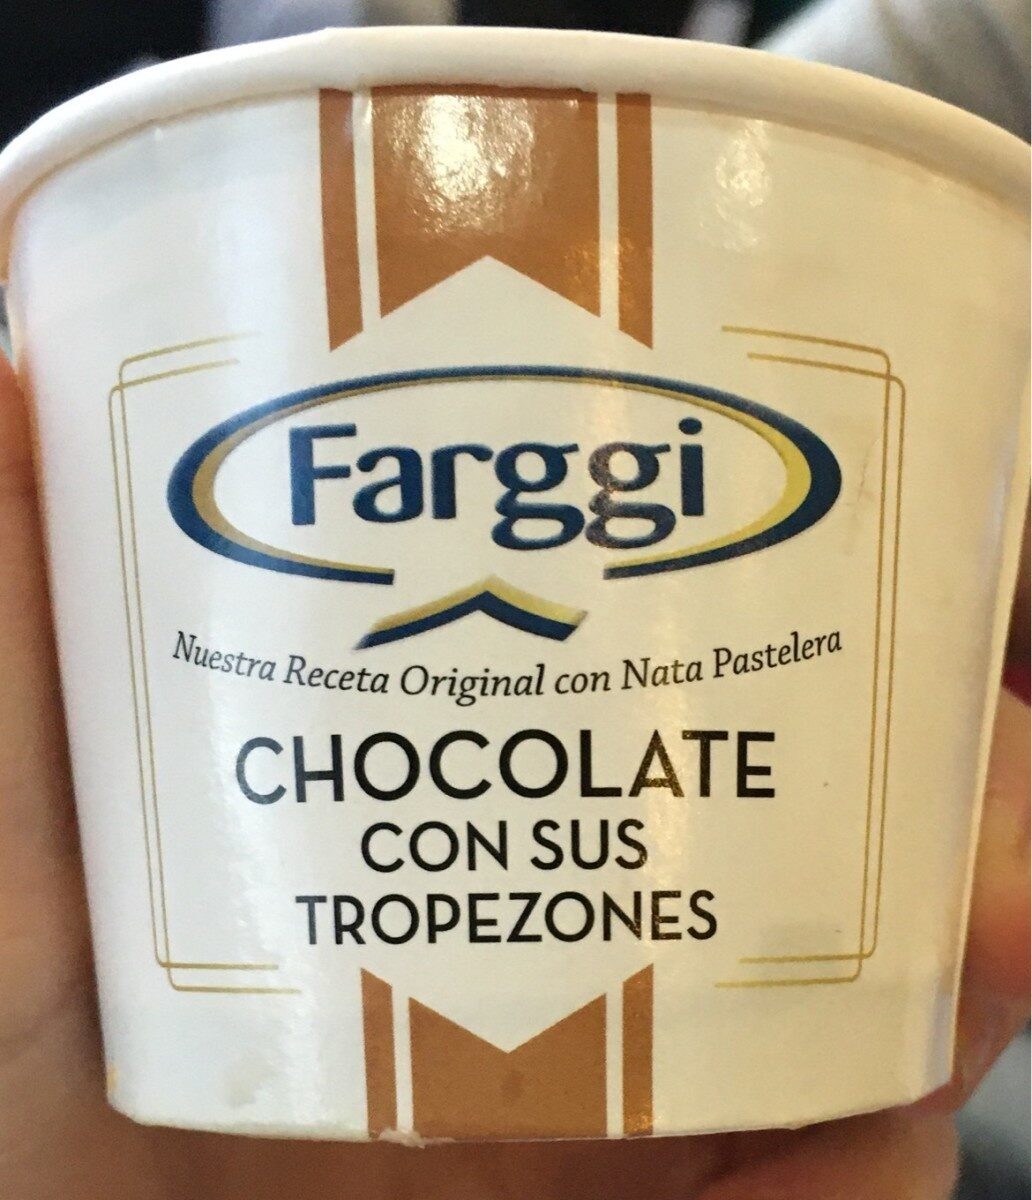 Farggi
Nuestra Receta Original con Nata Pastelera
CHOCOLATE
CON SUS
TROPEZONES